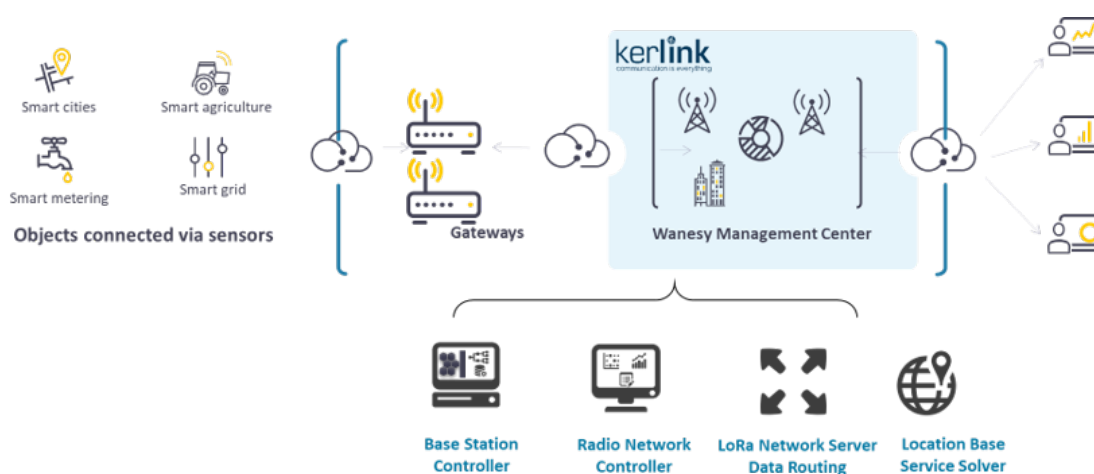 kerlink
communication is everything
Smart cities
Smart agriculture
Smart metering
Smart grid
Objects connected via sensors
Gateways
Wanesy Management Center
Base Station
Controller
Radio Network
Controller
LoRa Network Server
Data Routing
Location Base
Service Solver